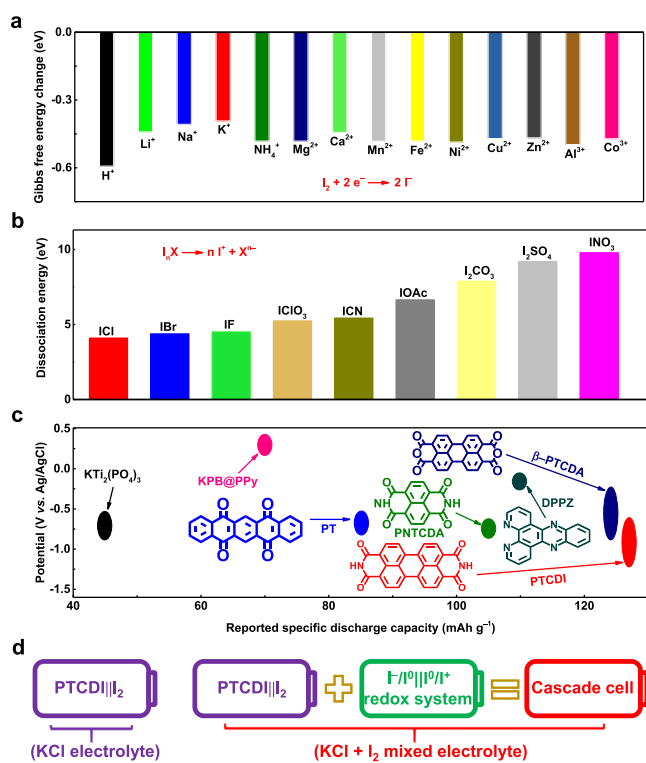 a
Gibbs free energy change (eV)
0.0
-0.3
-0.6
H⁺
Li⁺
Na⁺
K⁺
NH₄⁺
Mg²⁺
Ca²⁺
Mn²⁺
Fe²⁺
Ni²⁺
Cu²⁺
Zn²⁺
Al³⁺
Co³⁺
I₂ + 2 e⁻ → 2 I⁻
b
Dissociation energy (eV)
10
5
0
IₙX → n I⁺ + Xⁿ⁻
ICl
IBr
IF
IClO₃
ICN
IOAc
I₂CO₃
I₂SO₄
INO₃
c
Potential (V vs. Ag/AgCl)
0.5
0.0
-0.5
-1.0
-1.5
KTi₂(PO₄)₃
KPB@PPy
O
O
O
O
PT
O
O
O
O
O
O
β–PTCDA
O
O
HN
NH
O
O
PNTCDA
DPPZ
N
N
N
N
O
O
HN
NH
O
O
PTCDI
40
60
80
100
120
Reported specific discharge capacity (mAh g⁻¹)
d
PTCDI||I₂
(KCl electrolyte)
PTCDI||I₂
I⁻/I⁰||I⁰/I⁺
redox system
Cascade cell
(KCl + I₂ mixed electrolyte)